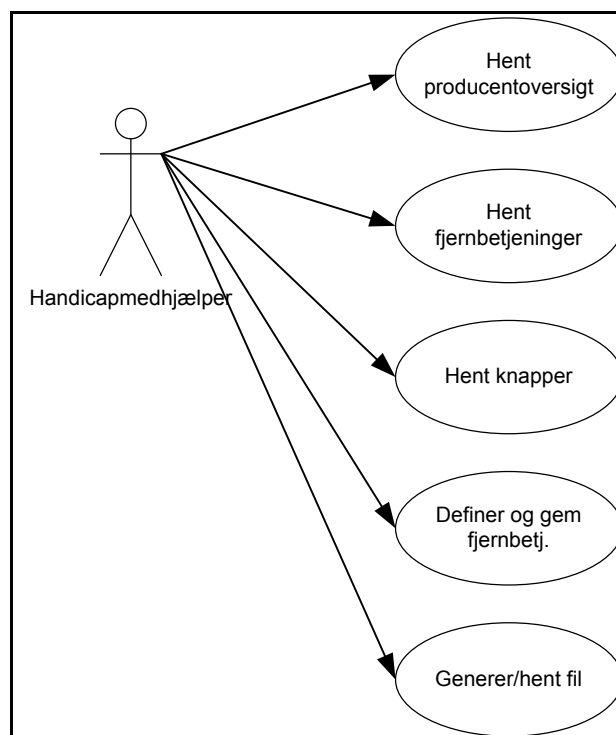 Hent
producentoversigt
Hent
fjernbetjeninger
Handicapmedhjælper
Hent knapper
Definer og gem
fjernbetj.
Generer/hent fil